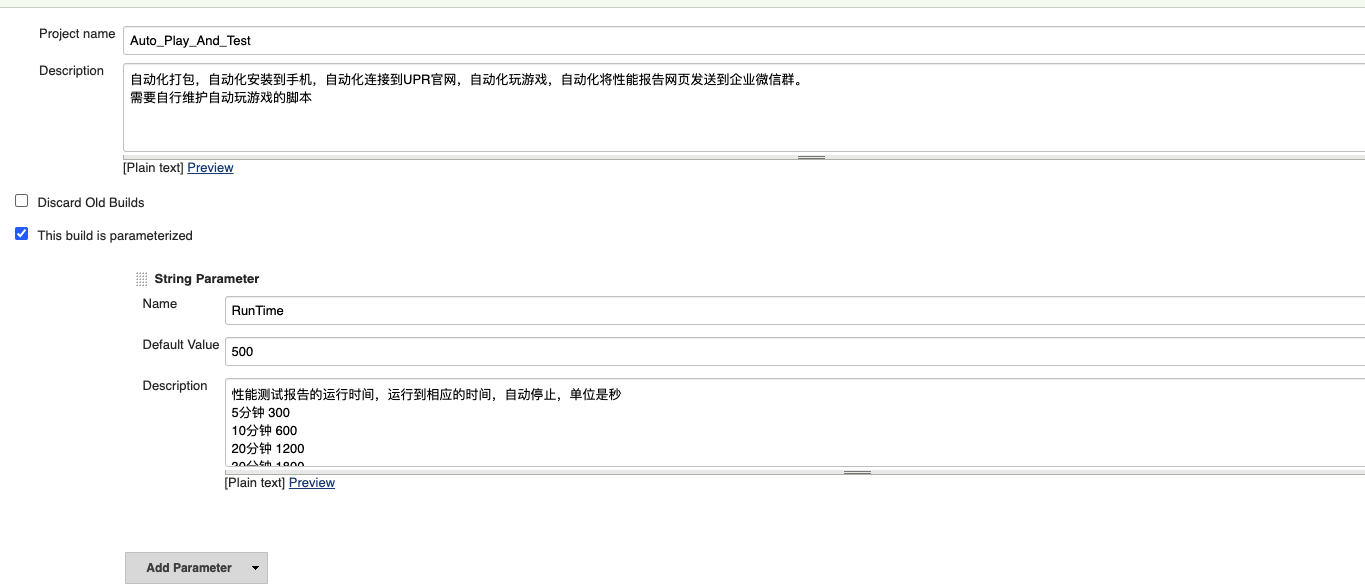 Project name
Auto_Play_And_Test
Description
自动化打包，自动化安装到手机，自动化连接到UPR官网，自动化玩游戏，自动化将性能报告网页发送到企业微信群。
需要自行维护自动玩游戏的脚本
[Plain text] Preview
Discard Old Builds
This build is parameterized
String Parameter
Name
RunTime
Default Value
500
Description
性能测试报告的运行时间，运行到相应的时间，自动停止，单位是秒
5分钟 300
10分钟 600
20分钟 1200
30分钟 1800
[Plain text] Preview
Add Parameter